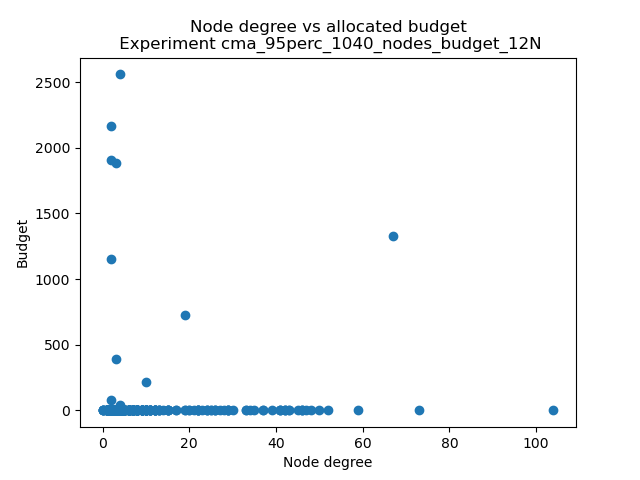 Node degree vs allocated budget
Experiment cma_95perc_1040_nodes_budget_12N
2500
2000
1500
1000
500
0
Budget
0 20 40 60 80 100
Node degree